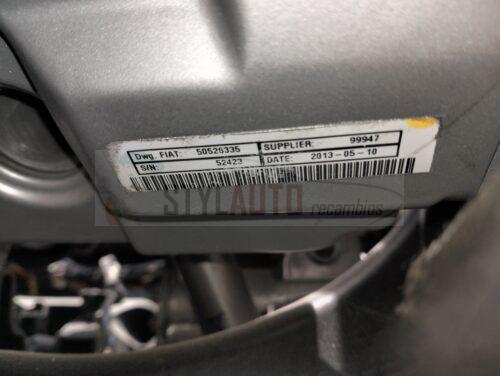 Dwg. FIAT: 50526335 SUPPLIER: 99947
S/N: 52423 DATE: 2013-05-10
STYLAUTO
recambios